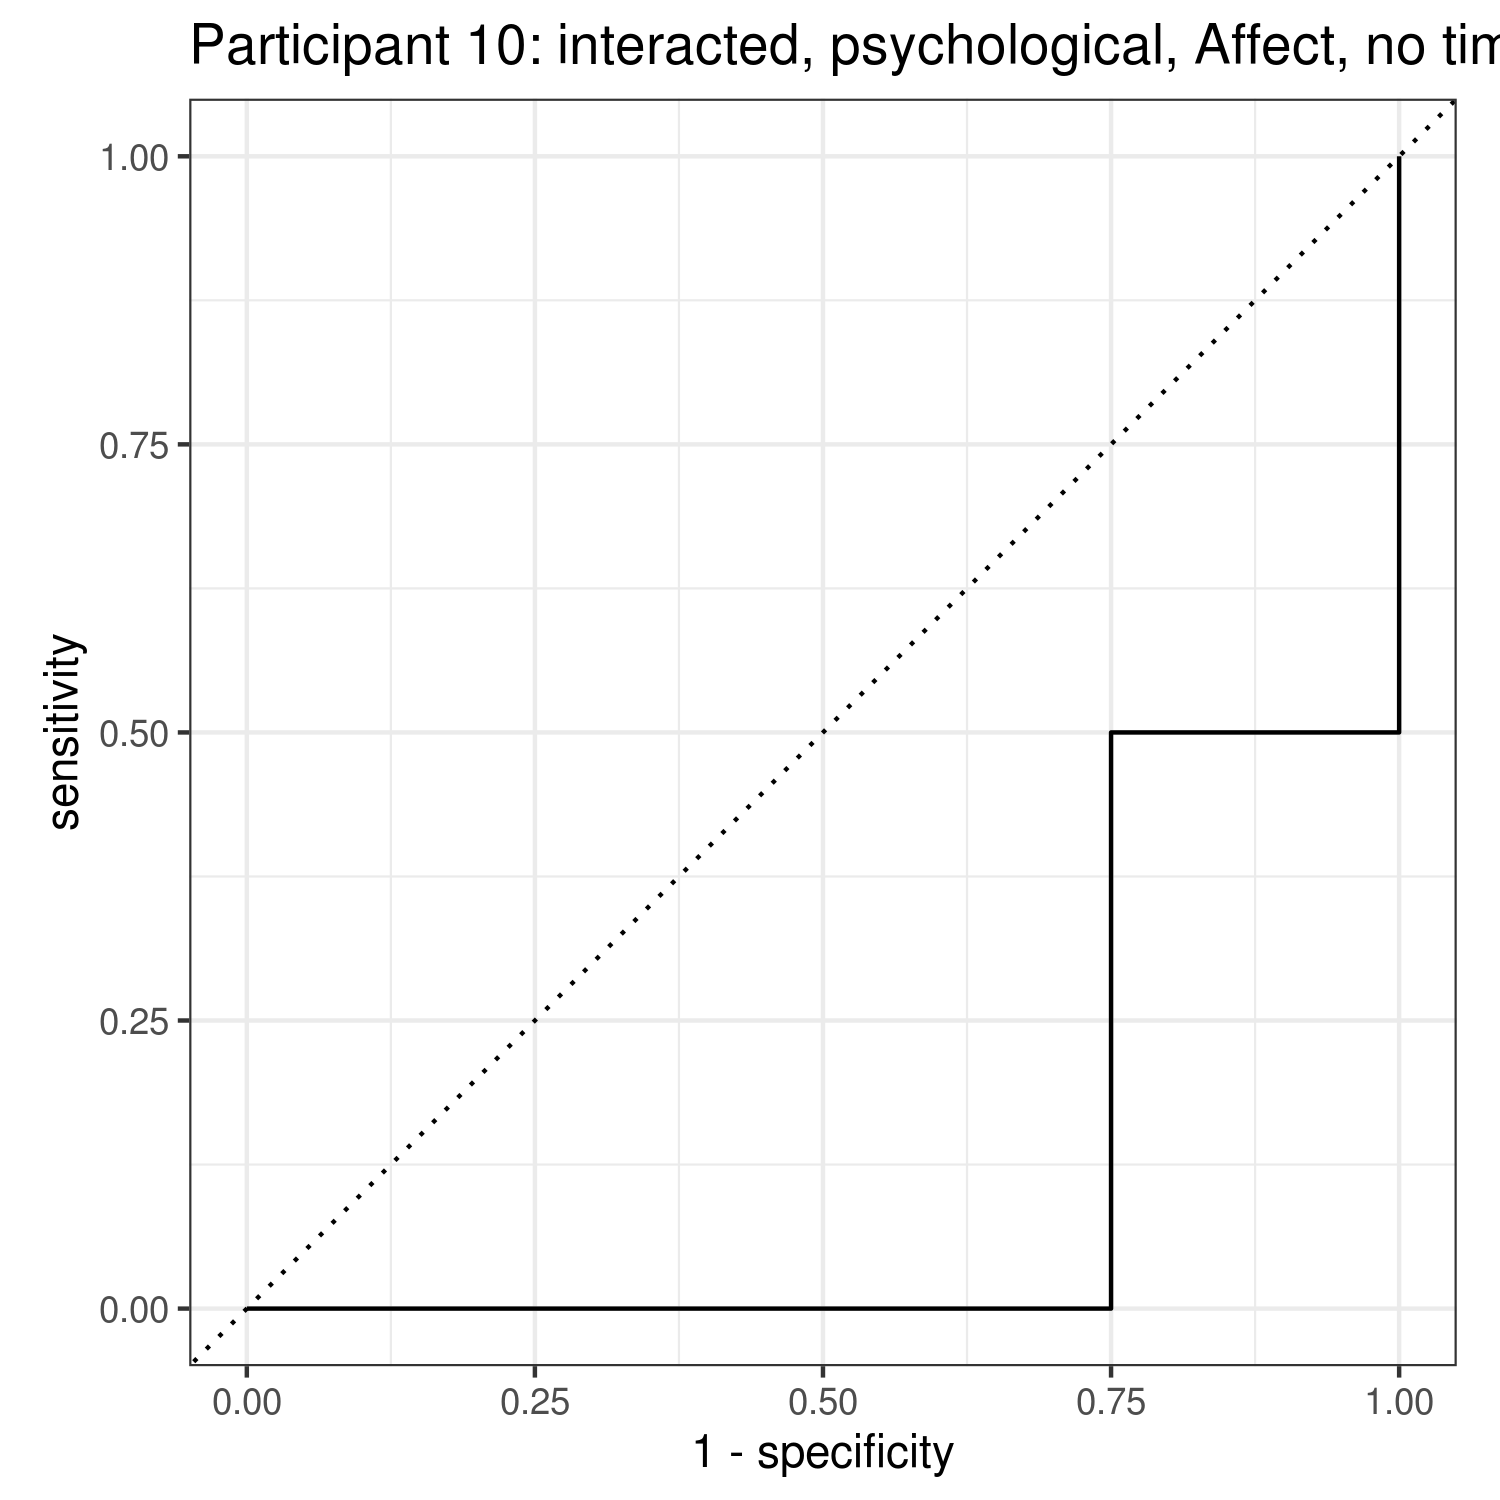 Participant 10: interacted, psychological, Affect, no tim
1.00
0.75
0.50
0.25
0.00
sensitivity
0.00 0.25 0.50 0.75 1.00
1 - specificity